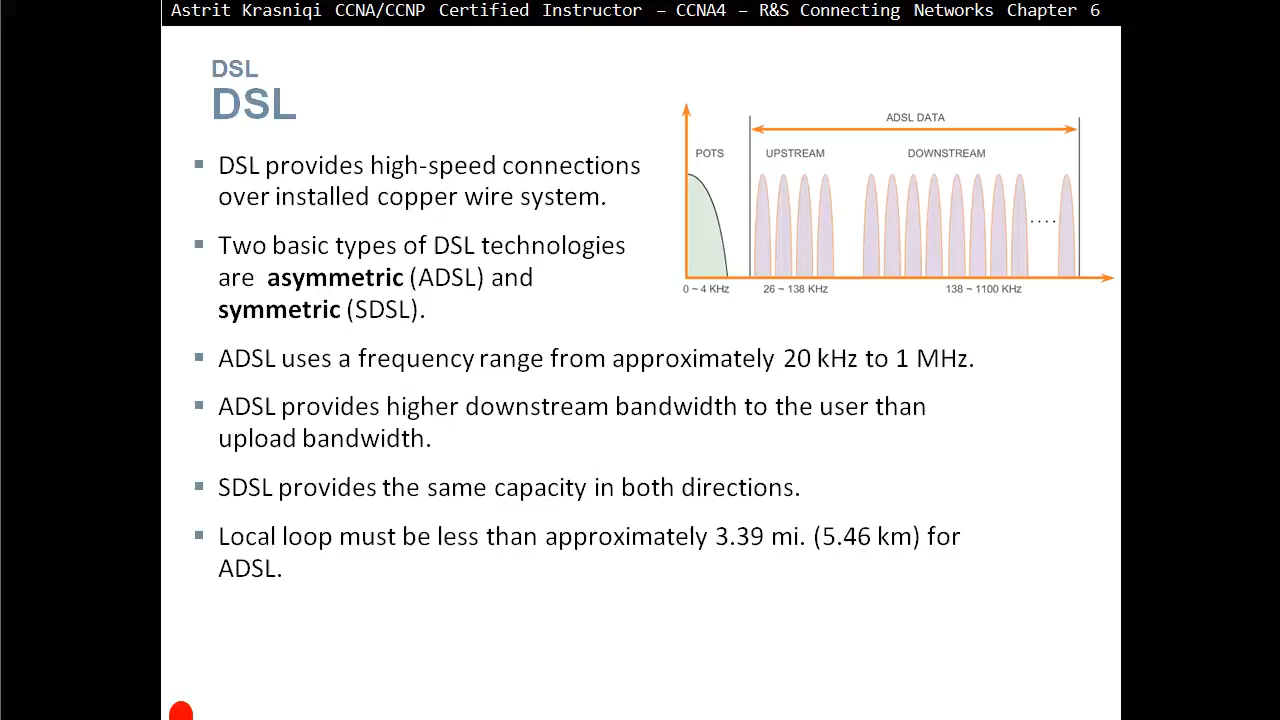 Astrit Krasniqi CCNA/CCNP Certified Instructor – CCNA4 – R&S Connecting Networks Chapter 6
DSL
DSL
▪ DSL provides high-speed connections
over installed copper wire system.
▪ Two basic types of DSL technologies
are asymmetric (ADSL) and
symmetric (SDSL).
ADSL DATA
POTS UPSTREAM DOWNSTREAM
....
0 ~ 4 KHz 26 ~ 138 KHz 138 ~ 1100 KHz
▪ ADSL uses a frequency range from approximately 20 kHz to 1 MHz.
▪ ADSL provides higher downstream bandwidth to the user than
upload bandwidth.
▪ SDSL provides the same capacity in both directions.
▪ Local loop must be less than approximately 3.39 mi. (5.46 km) for
ADSL.